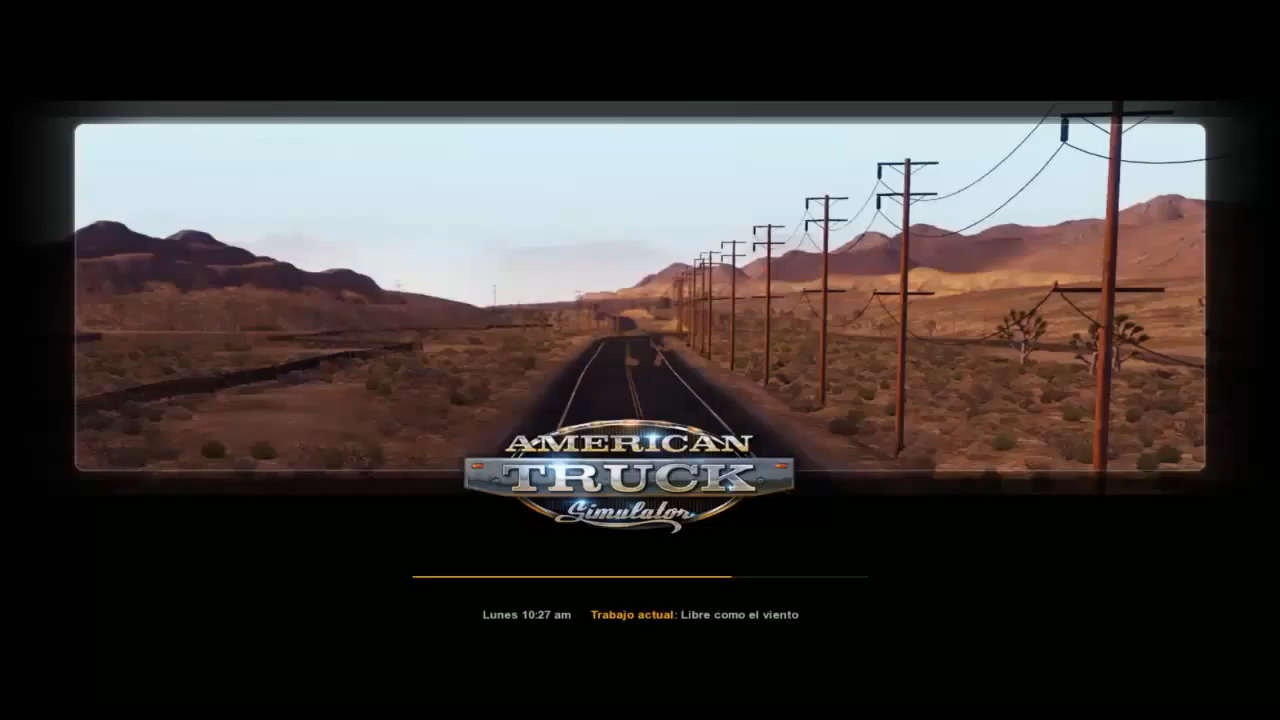 AMERICAN
TRUCK
Simulator
Lunes 10:27 am Trabajo actual: Libre como el viento